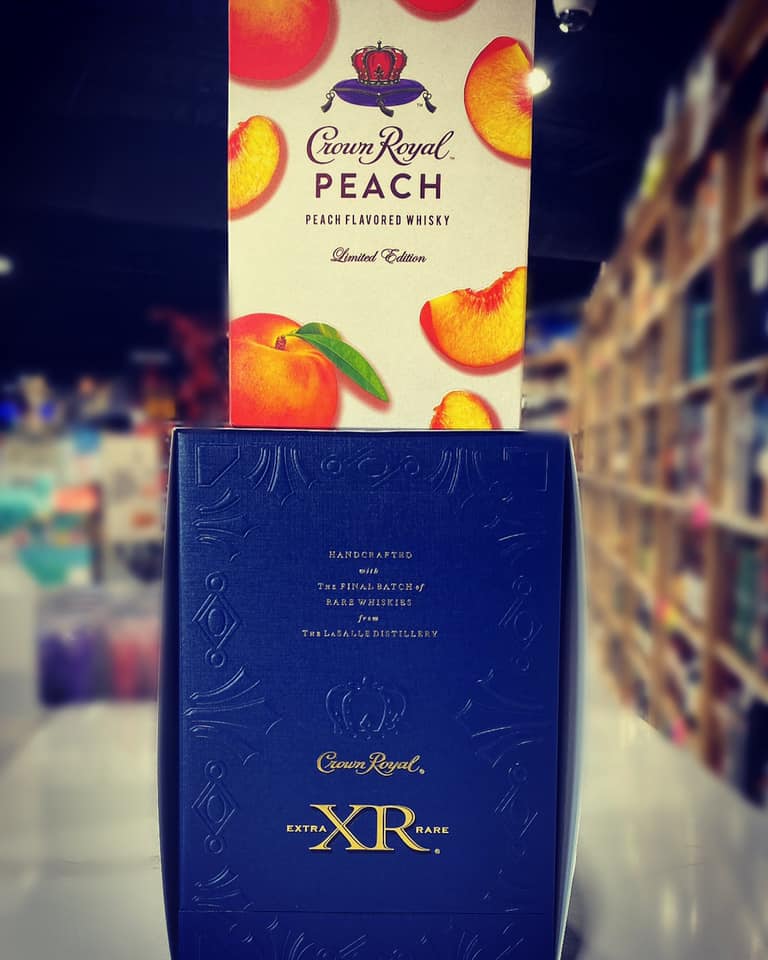 Crown Royal™
PEACH
PEACH FLAVORED WHISKY
Limited Edition
HANDCRAFTED
with
THE FINAL BATCH of
RARE WHISKIES
from
THE LASALLE DISTILLERY
Crown Royal®
EXTRA XR RARE®